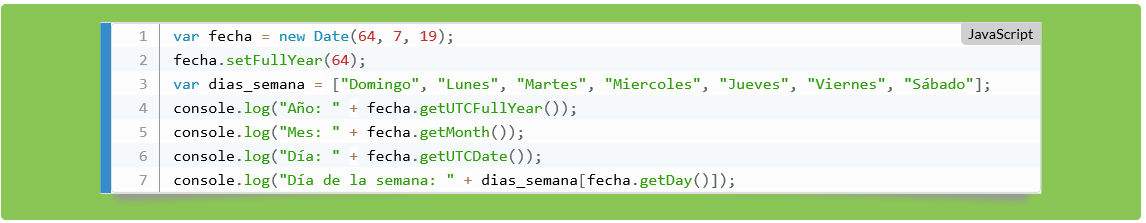 JavaScript
1 var fecha = new Date(64, 7, 19);
2 fecha.setFullYear(64);
3 var dias_semana = ["Domingo", "Lunes", "Martes", "Miercoles", "Jueves", "Viernes", "Sábado"];
4 console.log("Año: " + fecha.getUTCFullYear());
5 console.log("Mes: " + fecha.getMonth());
6 console.log("Día: " + fecha.getUTCDate());
7 console.log("Día de la semana: " + dias_semana[fecha.getDay()]);